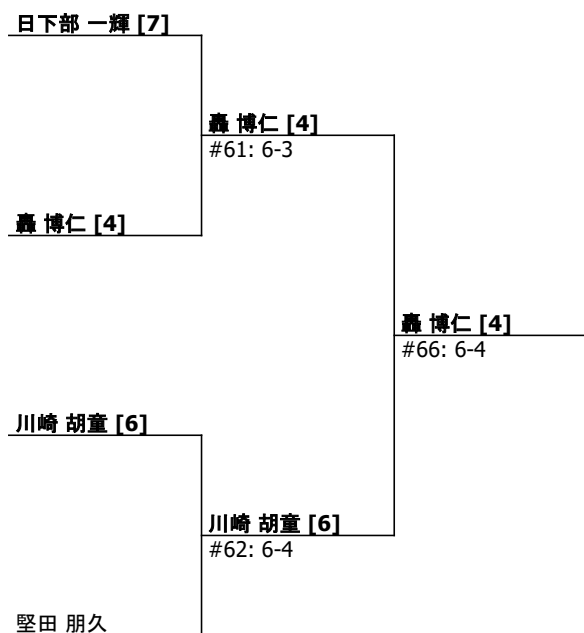 日下部 一輝 [7]
轟 博仁 [4]
#61: 6-3
轟 博仁 [4]
轟 博仁 [4]
#66: 6-4
川崎 胡童 [6]
川崎 胡童 [6]
#62: 6-4
堅田 朋久